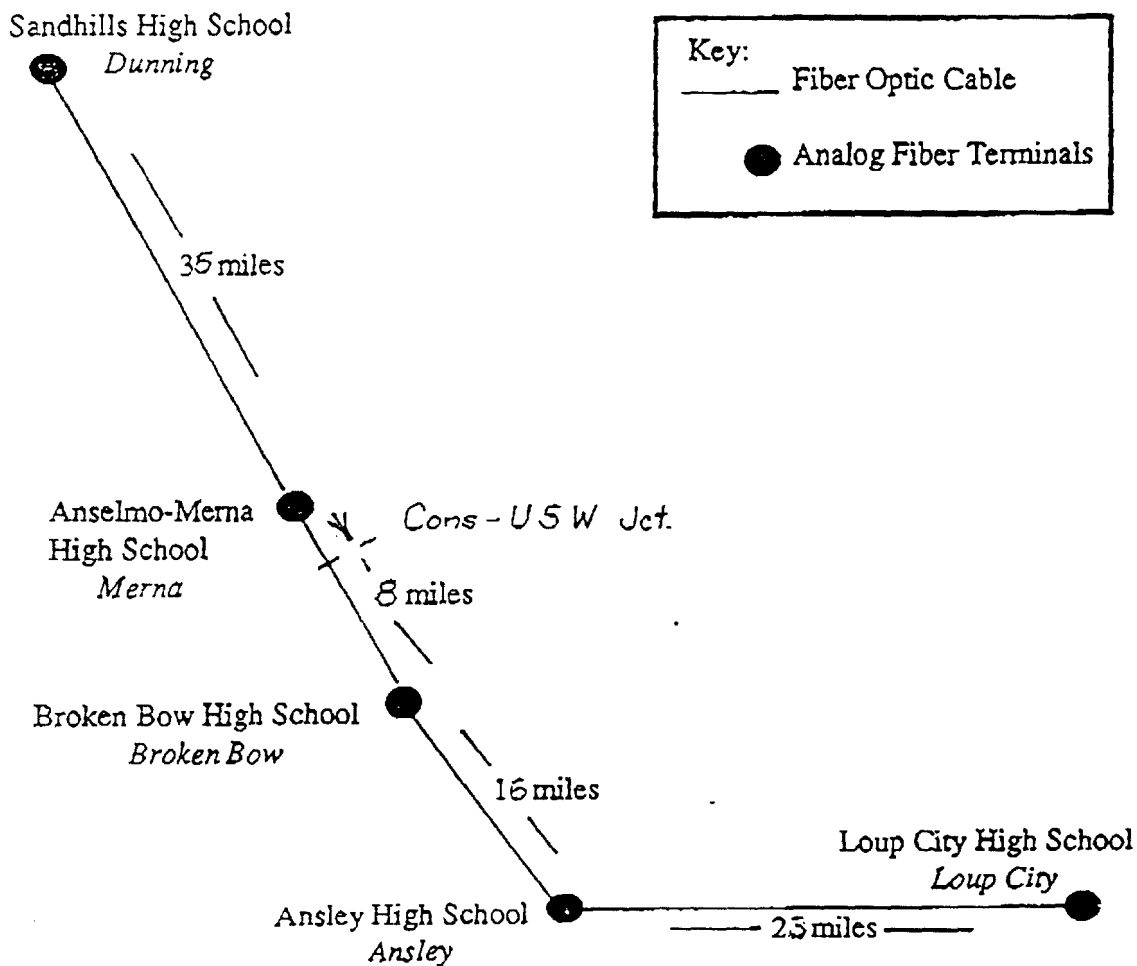 Sandhills High School
Dunning
Key:
Fiber Optic Cable
Analog Fiber Terminals
35 miles
Anselmo-Merna
High School
Merna
Cons-USW Jct.
8 miles
Broken Bow High School
Broken Bow
16 miles
Loup City High School
Loup City
Ansley High School
Ansley
25 miles